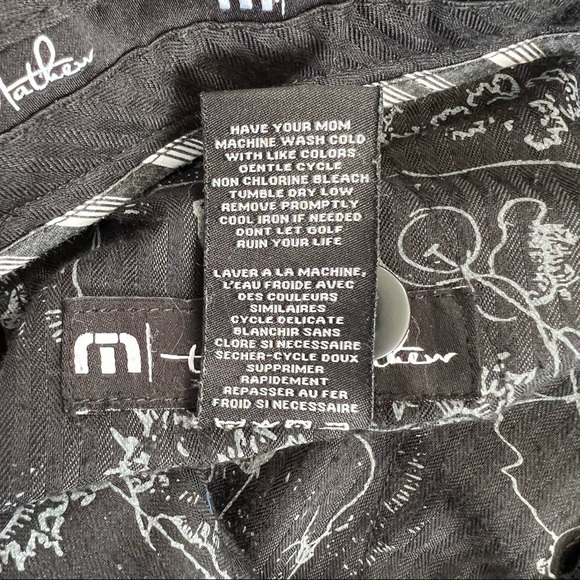 Mathew
HAVE YOUR MOM
MACHINE WASH COLD
WITH LIKE COLORS
GENTLE CYCLE
NON CHLORINE BLEACH
TUMBLE DRY LOW
REMOVE PROMPTLY
COOL IRON IF NEEDED
DONT LET GOLF
RUIN YOUR LIFE
LAVER A LA MACHINE,
L'EAU FROIDE AVEC
DES COULEURS
SIMILAIRES
CYCLE DELICATE
BLANCHIR SANS
CLORE SI NECESSAIRE
SECHER-CYCLE DOUX
SUPPRIMER
RAPIDEMENT
REPASSER AU FER
FROID SI NECESSAIRE
m